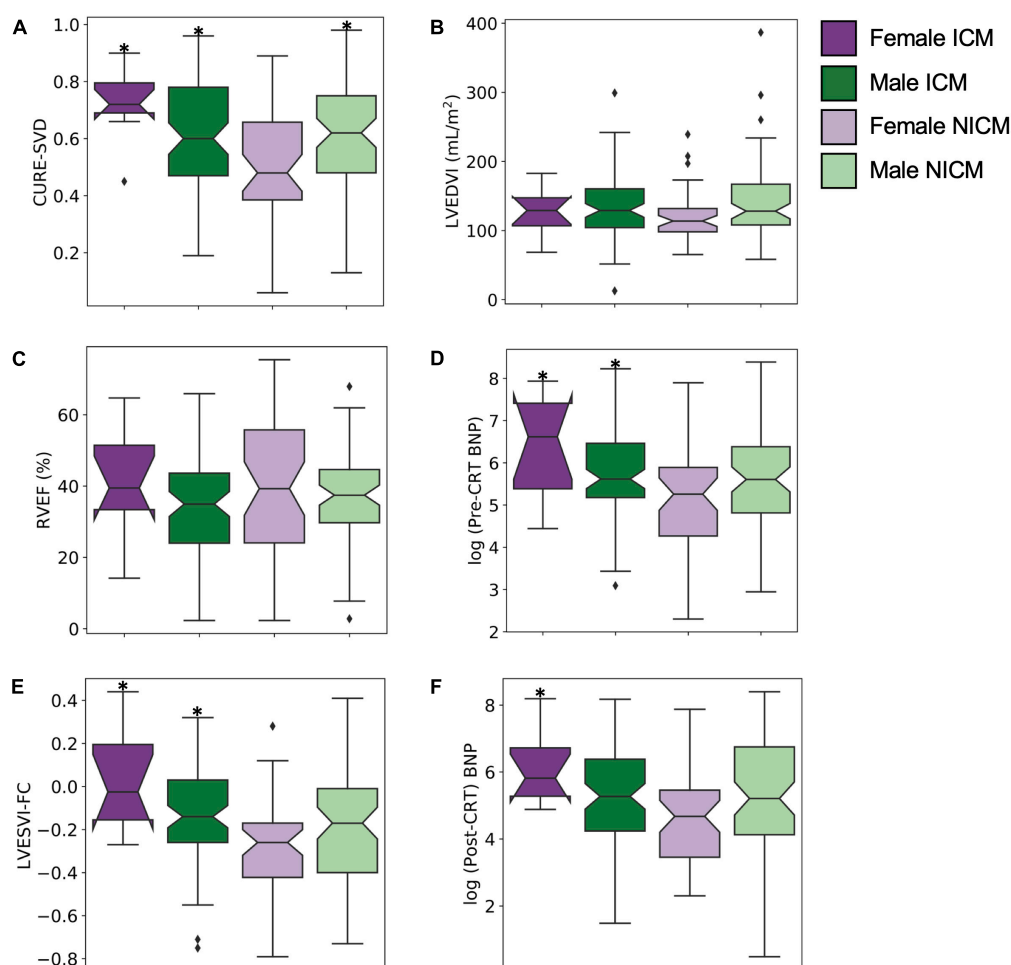 A
CURE-SVD
1.0
0.8
0.6
0.4
0.2
*
*
*
B
LVEDVI (mL/m²)
400
300
200
100
0
Female ICM
Male ICM
Female NICM
Male NICM
C
RVEF (%)
60
40
20
0
D
log (Pre-CRT BNP)
8
7
6
5
4
3
2
*
*
E
LVESVI-FC
0.4
0.2
0.0
−0.2
−0.4
−0.6
−0.8
*
*
F
log (Post-CRT) BNP
8
6
4
2
*